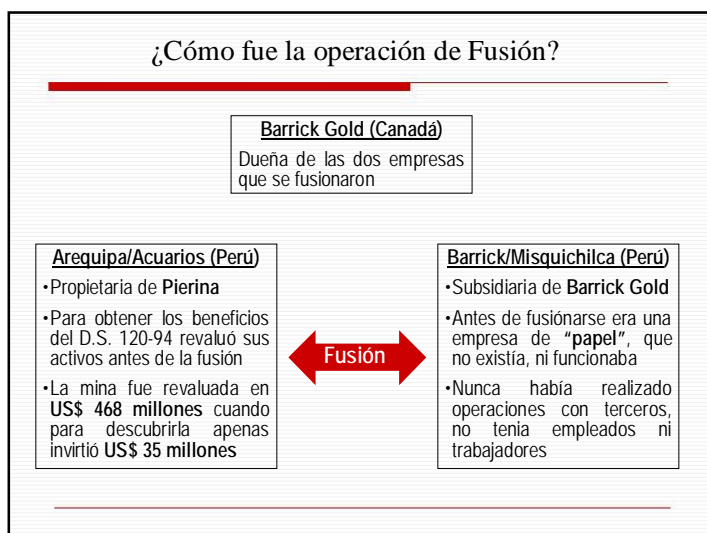 ¿Cómo fue la operación de Fusión?
Barrick Gold (Canadá)
Dueña de las dos empresas
que se fusionaron
Arequipa/Acuarios (Perú)
•Propietaria de Pierina
•Para obtener los beneficios
del D.S. 120-94 revaluó sus
activos antes de la fusión
•La mina fue revaluada en
US$ 468 millones cuando
para descubrirla apenas
invirtió US$ 35 millones
Fusión
Barrick/Misquichilca (Perú)
•Subsidiaria de Barrick Gold
•Antes de fusiónarse era una
empresa de “papel”, que
no existía, ni funcionaba
•Nunca había realizado
operaciones con terceros,
no tenia empleados ni
trabajadores